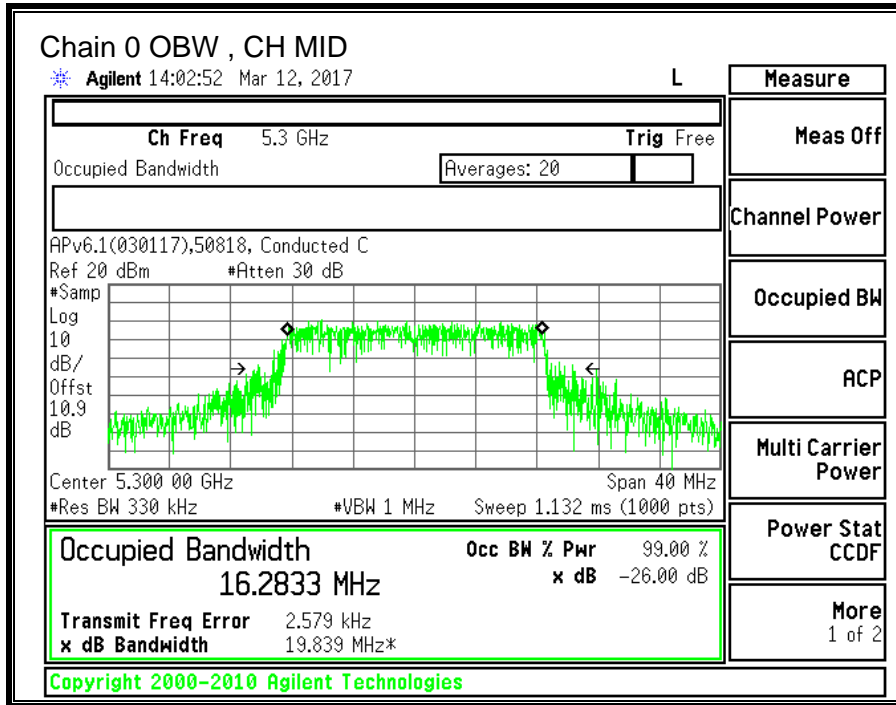 Chain 0 OBW , CH MID
Agilent 14:02:52 Mar 12, 2017 L
Measure
Ch Freq 5.3 GHz Trig Free
Occupied Bandwidth Averages: 20
APv6.1(030117),50818, Conducted C
Ref 20 dBm #Atten 30 dB
#Samp
Log
10
dB/
Offst
10.9
dB
Center 5.300 00 GHz Span 40 MHz
#Res BW 330 kHz #VBW 1 MHz Sweep 1.132 ms (1000 pts)
Occupied Bandwidth Occ BW % Pwr 99.00 %
16.2833 MHz x dB -26.00 dB
Transmit Freq Error 2.579 kHz
x dB Bandwidth 19.839 MHz*
Meas Off
Channel Power
Occupied BW
ACP
Multi Carrier
Power
Power Stat
CCDF
More
1 of 2
Copyright 2000-2010 Agilent Technologies